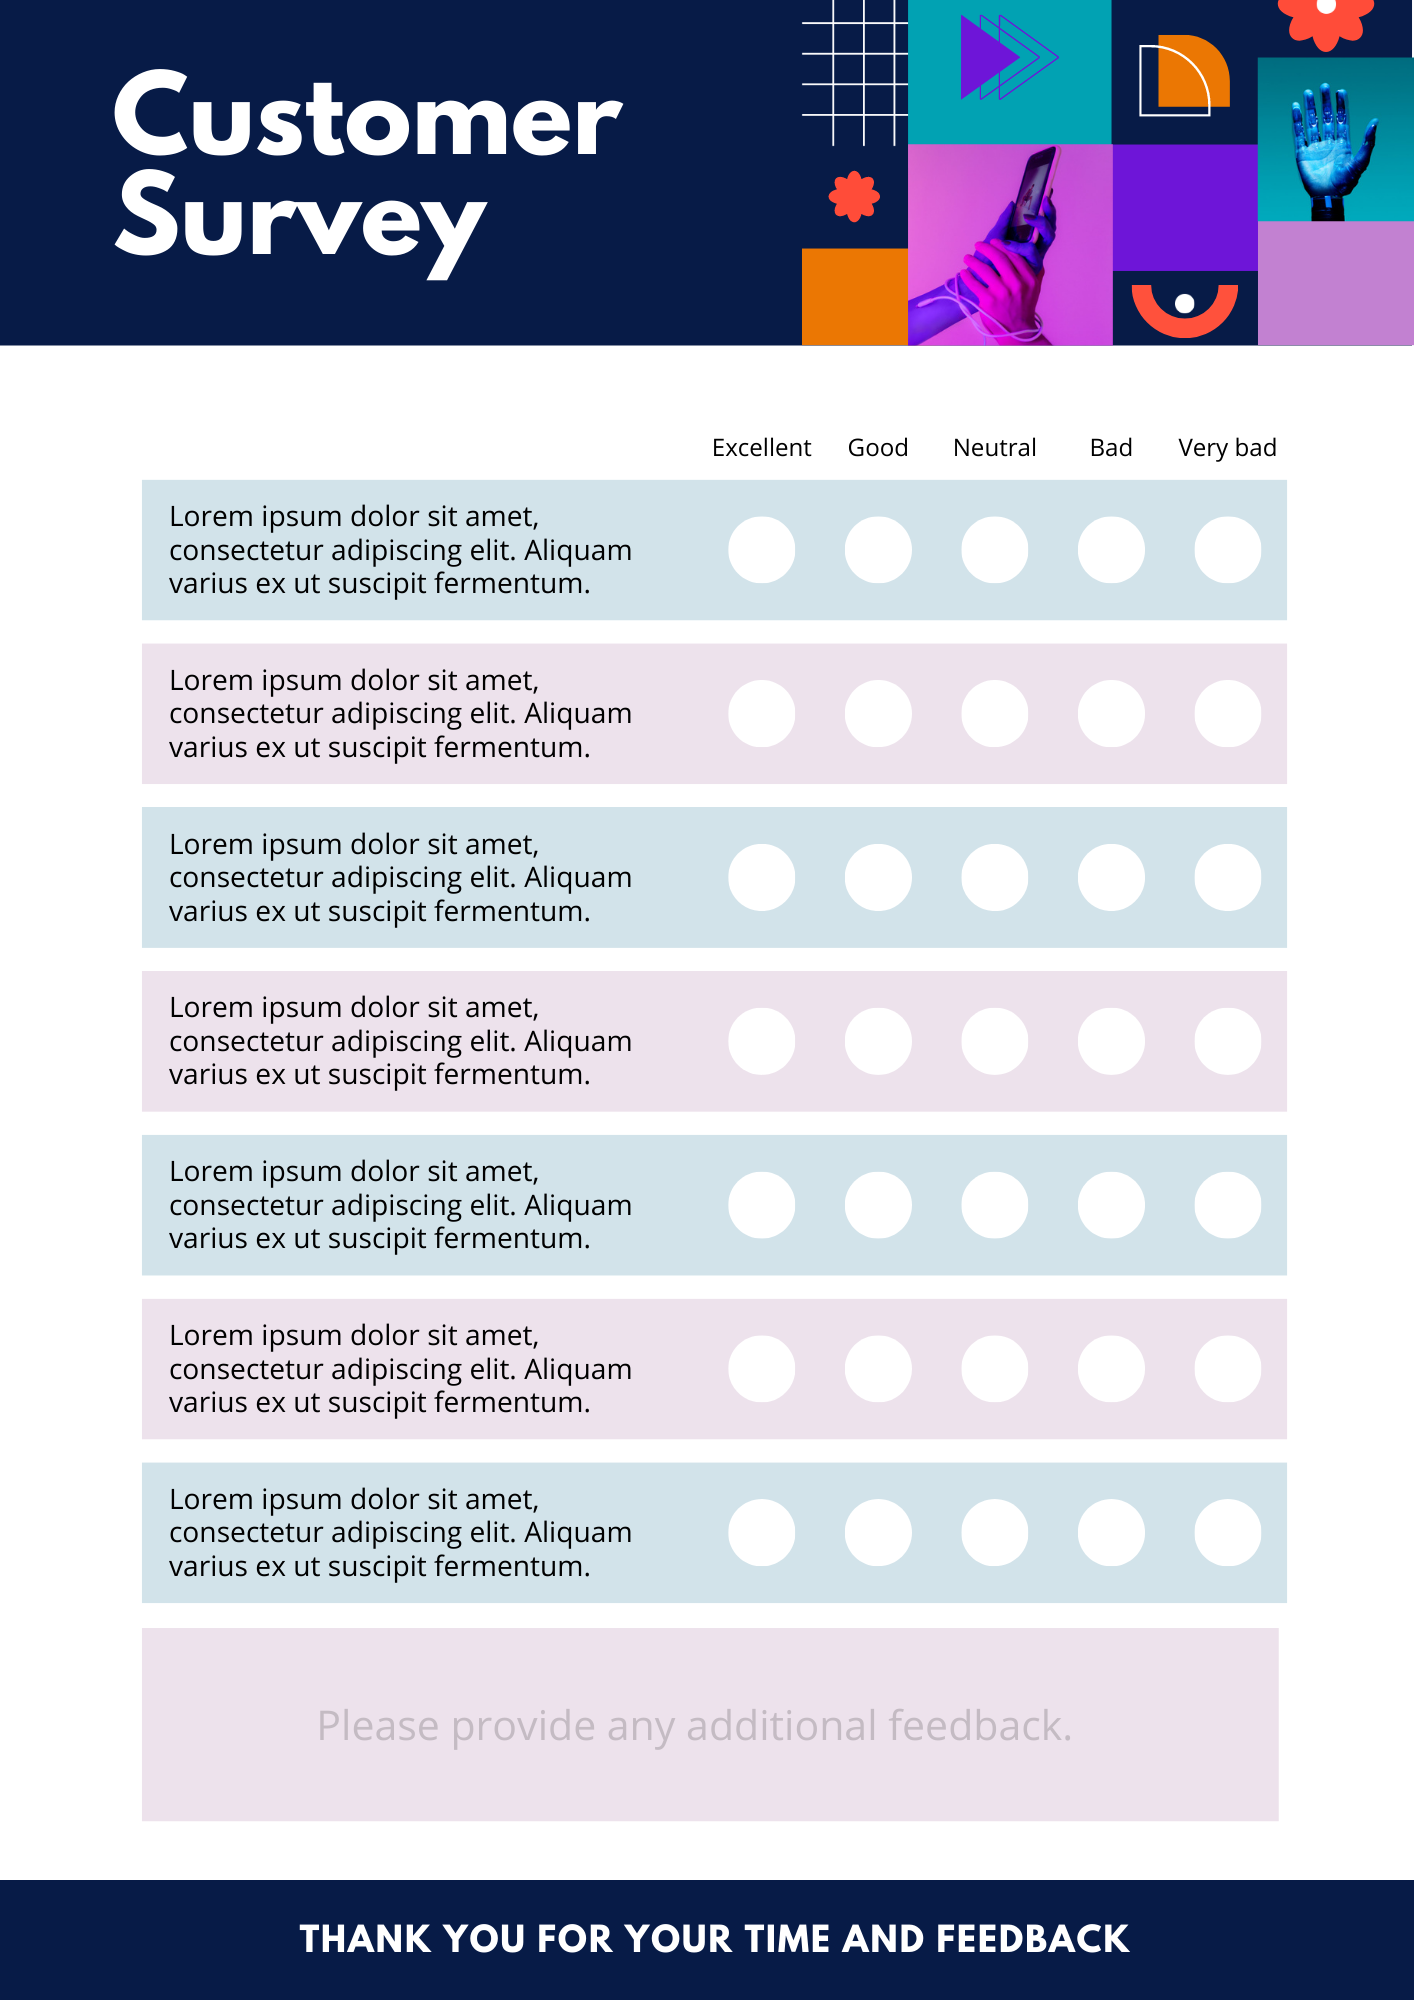 Customer
Survey
Excellent Good Neutral Bad Very bad
Lorem ipsum dolor sit amet,
consectetur adipiscing elit. Aliquam
varius ex ut suscipit fermentum.
Lorem ipsum dolor sit amet,
consectetur adipiscing elit. Aliquam
varius ex ut suscipit fermentum.
Lorem ipsum dolor sit amet,
consectetur adipiscing elit. Aliquam
varius ex ut suscipit fermentum.
Lorem ipsum dolor sit amet,
consectetur adipiscing elit. Aliquam
varius ex ut suscipit fermentum.
Lorem ipsum dolor sit amet,
consectetur adipiscing elit. Aliquam
varius ex ut suscipit fermentum.
Lorem ipsum dolor sit amet,
consectetur adipiscing elit. Aliquam
varius ex ut suscipit fermentum.
Lorem ipsum dolor sit amet,
consectetur adipiscing elit. Aliquam
varius ex ut suscipit fermentum.
Please provide any additional feedback.
THANK YOU FOR YOUR TIME AND FEEDBACK